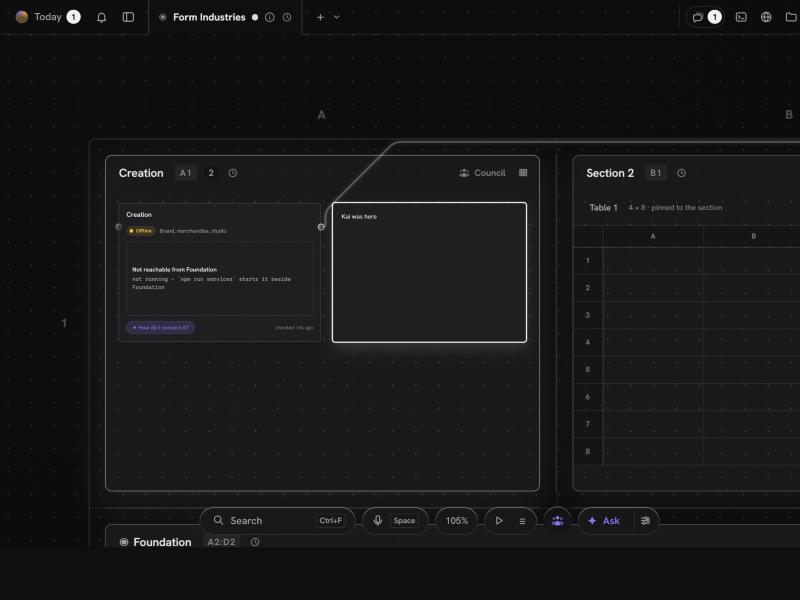 Today 1
Form Industries
1
A
B
Creation A1 2
Council
Section 2 B1
Creation
Offline Brand, merchandise, studio
Not reachable from Foundation
not running — `npm run services` starts it beside
Foundation
How do I connect it?
checked 14s ago
Kai was here
Table 1 4 × 8 · pinned to the section
A B
1
2
3
4
5
6
7
8
1
Search Ctrl+F
Space
105%
Ask
Foundation A2:D2